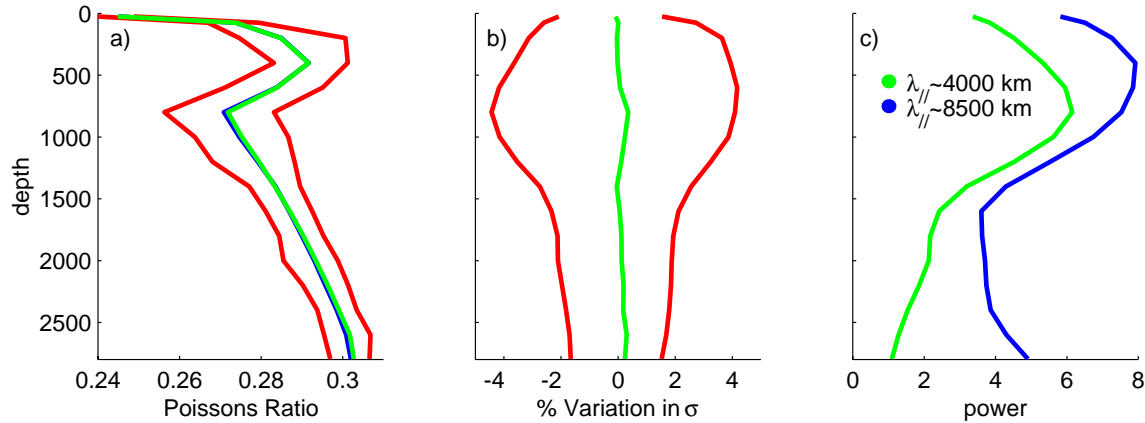 a)
b)
c)
0
500
1000
1500
2000
2500
depth
0.24
0.26
0.28
0.3
Poissons Ratio
-4
-2
0
2
4
% Variation in σ
λ//~4000 km
λ//~8500 km
0
2
4
6
8
power